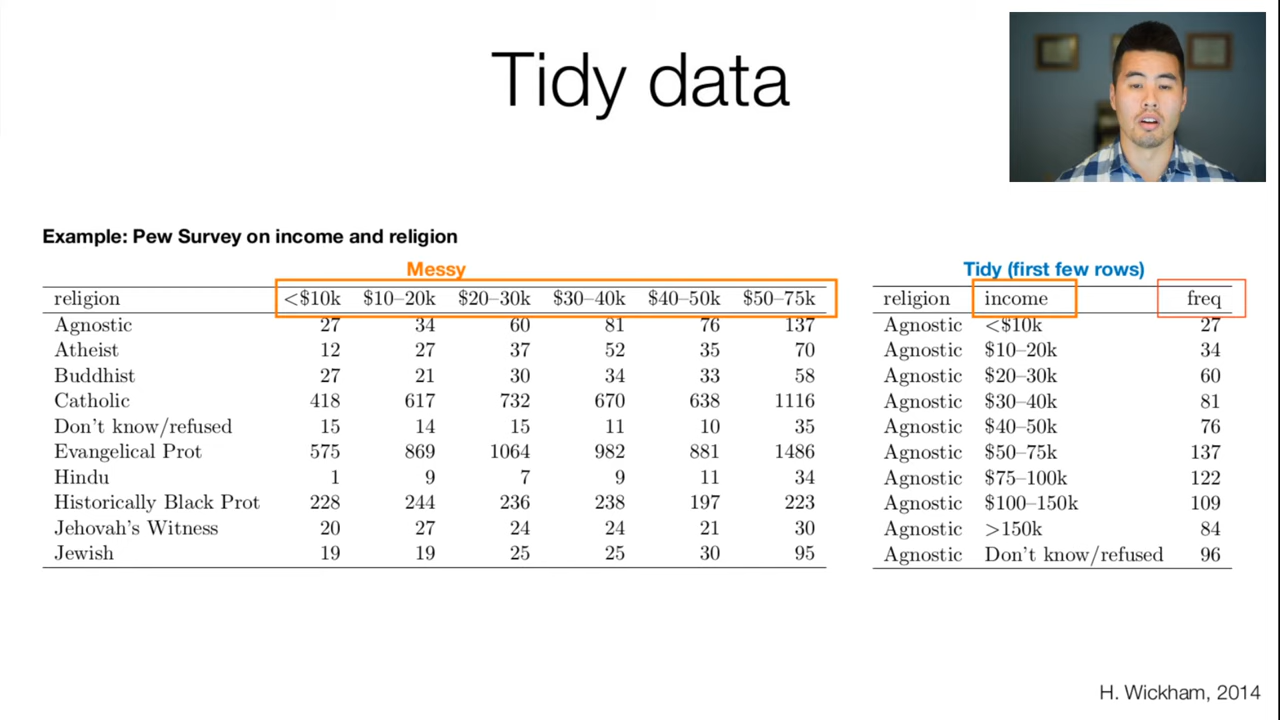 Tidy data
Example: Pew Survey on income and religion
Messy
religion <$10k $10–20k $20–30k $30–40k $40–50k $50–75k
Agnostic 27 34 60 81 76 137
Atheist 12 27 37 52 35 70
Buddhist 27 21 30 34 33 58
Catholic 418 617 732 670 638 1116
Don't know/refused 15 14 15 11 10 35
Evangelical Prot 575 869 1064 982 881 1486
Hindu 1 9 7 9 11 34
Historically Black Prot 228 244 236 238 197 223
Jehovah's Witness 20 27 24 24 21 30
Jewish 19 19 25 25 30 95
Tidy (first few rows)
religion income freq
Agnostic <$10k 27
Agnostic $10–20k 34
Agnostic $20–30k 60
Agnostic $30–40k 81
Agnostic $40–50k 76
Agnostic $50–75k 137
Agnostic $75–100k 122
Agnostic $100–150k 109
Agnostic >150k 84
Agnostic Don't know/refused 96
H. Wickham, 2014